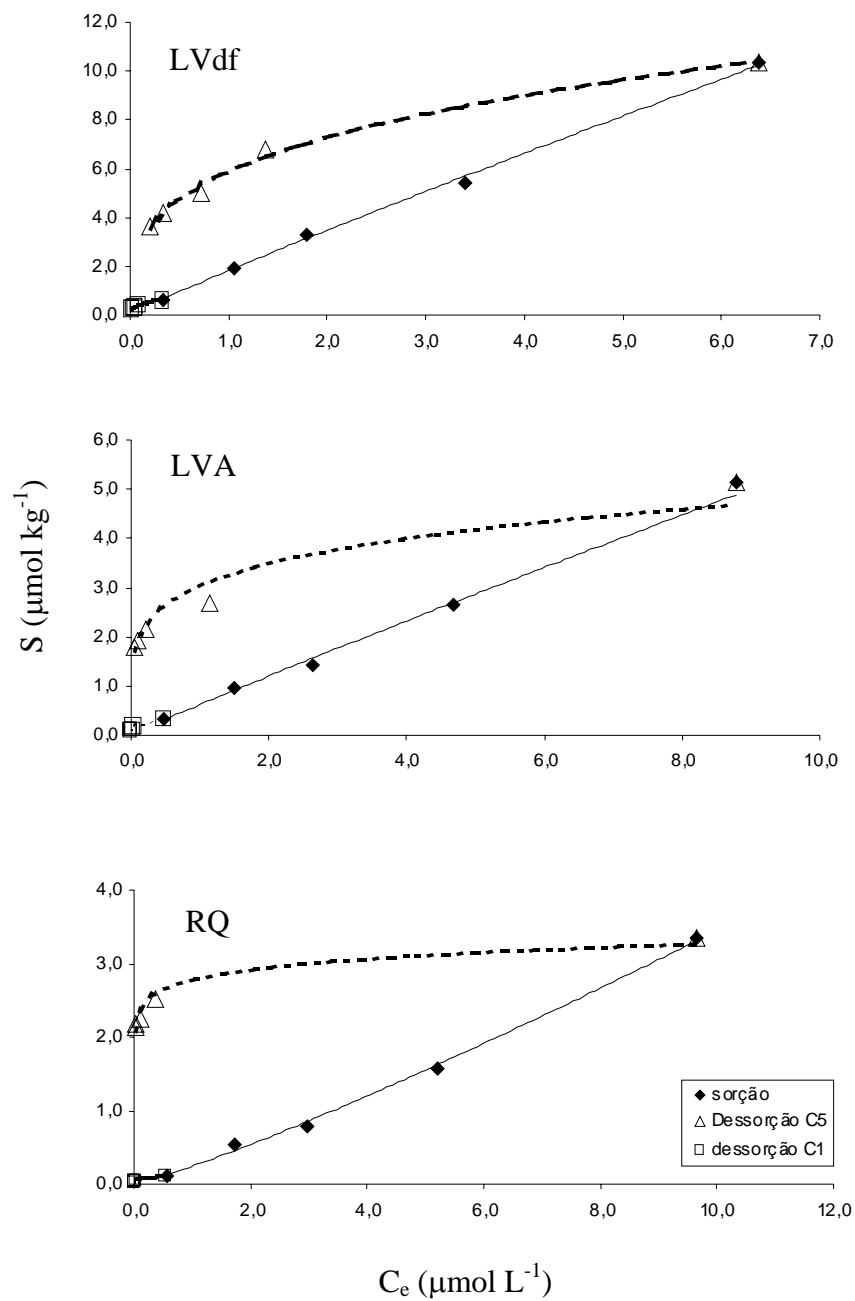 12,0
LVdf
10,0
8,0
6,0
4,0
2,0
0,0
0,0 1,0 2,0 3,0 4,0 5,0 6,0 7,0
6,0
LVA
5,0
4,0
3,0
2,0
1,0
0,0
0,0 2,0 4,0 6,0 8,0 10,0
S (µmol kg⁻¹)
4,0
RQ
3,0
2,0
1,0
0,0
sorção
Dessorção C5
dessorção C1
0,0 2,0 4,0 6,0 8,0 10,0 12,0
Cₑ (µmol L⁻¹)